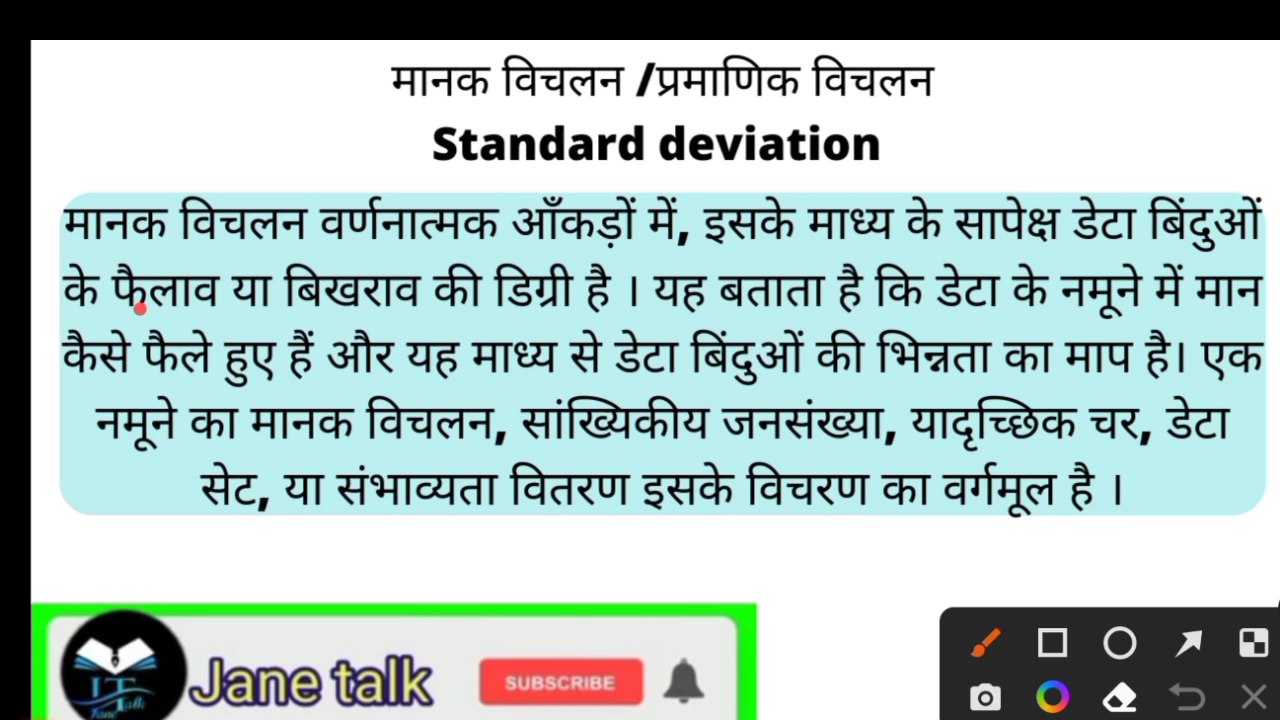 मानक विचलन /प्रमाणिक विचलन
Standard deviation
मानक विचलन वर्णनात्मक आँकड़ों में, इसके माध्य के सापेक्ष डेटा बिंदुओं
के फैलाव या बिखराव की डिग्री है । यह बताता है कि डेटा के नमूने में मान
कैसे फैले हुए हैं और यह माध्य से डेटा बिंदुओं की भिन्नता का माप है। एक
नमूने का मानक विचलन, सांख्यिकीय जनसंख्या, यादृच्छिक चर, डेटा
सेट, या संभाव्यता वितरण इसके विचरण का वर्गमूल है ।
Jane talk
SUBSCRIBE